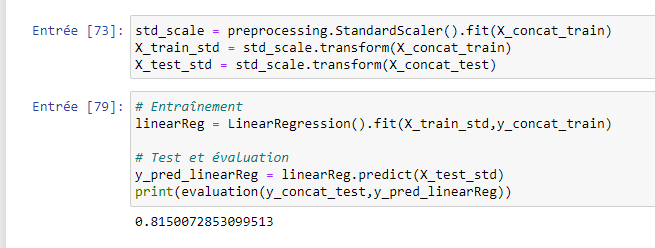 Entrée [73]: std_scale = preprocessing.StandardScaler().fit(X_concat_train)
X_train_std = std_scale.transform(X_concat_train)
X_test_std = std_scale.transform(X_concat_test)
Entrée [79]: # Entraînement
linearReg = LinearRegression().fit(X_train_std,y_concat_train)
# Test et évaluation
y_pred_linearReg = linearReg.predict(X_test_std)
print(evaluation(y_concat_test,y_pred_linearReg))
0.8150072853099513